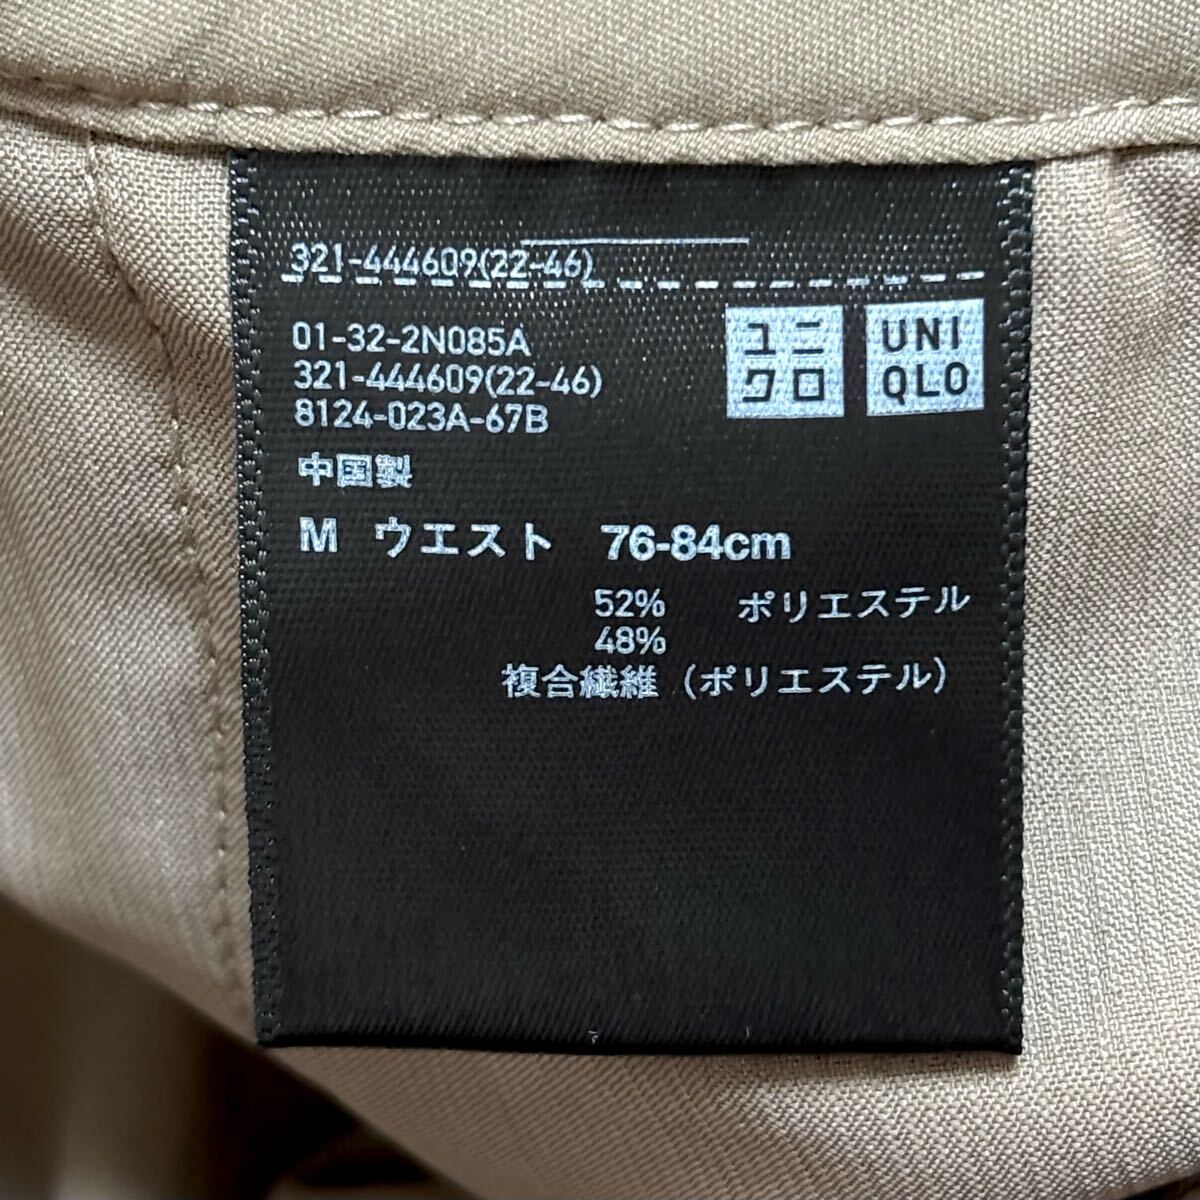 321-444609(22-46)
01-32-2N085A
321-444609(22-46)
8124-023A-67B
ユニ
クロ
UNI
QLO
中国製
M ウエスト 76-84cm
52% ポリエステル
48%
複合繊維（ポリエステル）